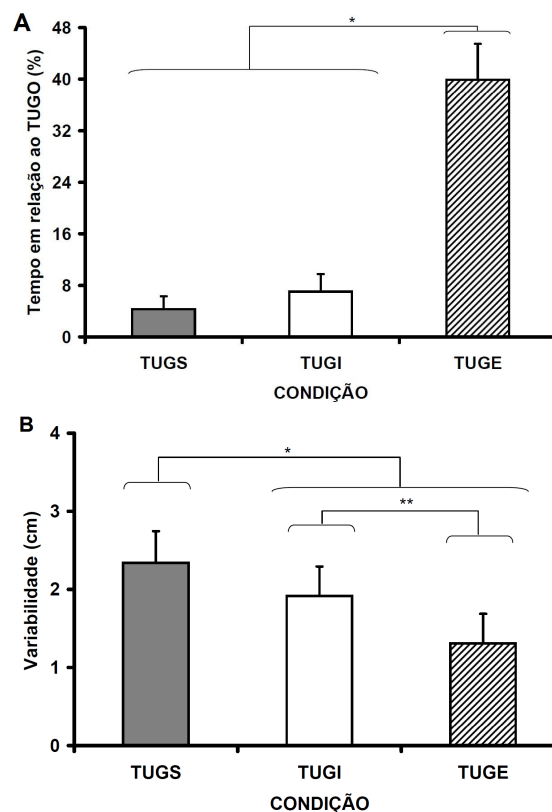 A
*
48
40
32
24
16
8
0
Tempo em relação ao TUGO (%)
TUGS TUGI TUGE
CONDIÇÃO
B
*
**
4
3
2
1
0
Variabilidade (cm)
TUGS TUGI TUGE
CONDIÇÃO